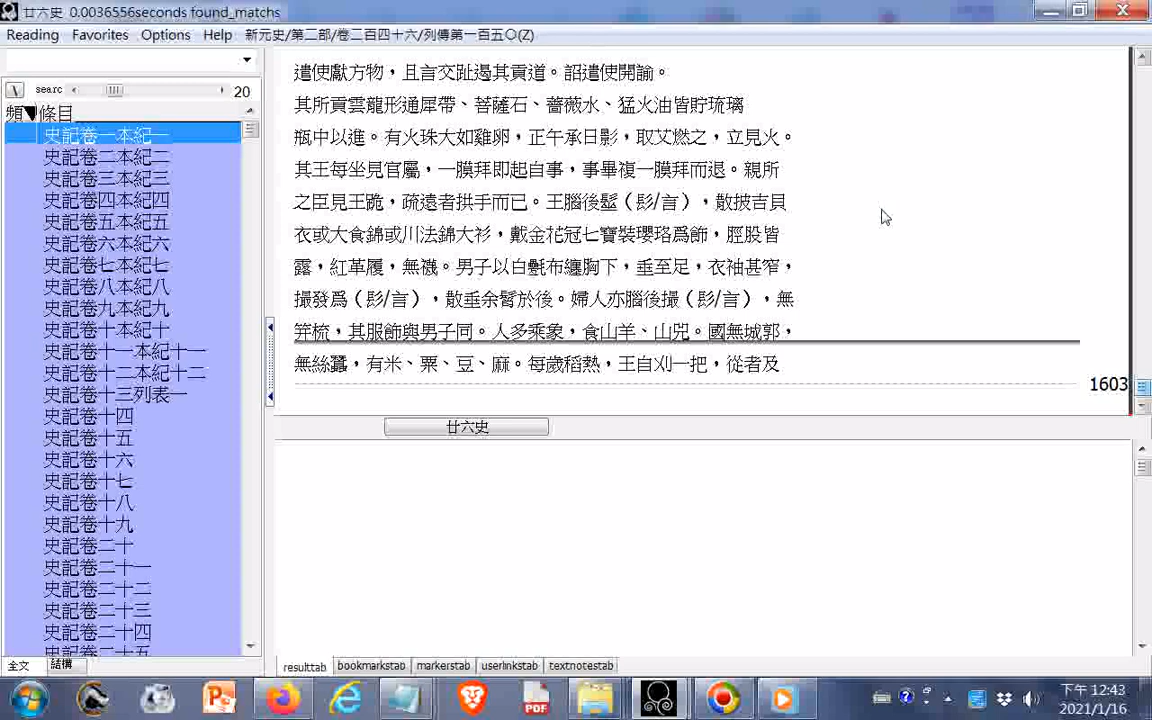 廿六史 0.0036556seconds found_matchs
Reading Favorites Options Help 新元史/第二部/卷二百四十六/列傳第一百五○(Z)
searc 20
頻 條目
史記卷一本紀一
史記卷二本紀二
史記卷三本紀三
史記卷四本紀四
史記卷五本紀五
史記卷六本紀六
史記卷七本紀七
史記卷八本紀八
史記卷九本紀九
史記卷十本紀十
史記卷十一本紀十一
史記卷十二本紀十二
史記卷十三列表一
史記卷十四
史記卷十五
史記卷十六
史記卷十七
史記卷十八
史記卷十九
史記卷二十
史記卷二十一
史記卷二十二
史記卷二十三
史記卷二十四
史記卷二十五
全文 結構
遣使獻方物，且言交趾遏其貢道。詔遣使開諭。
其所貢雲龍形通犀帶、菩薩石、薔薇水、猛火油皆貯琉璃
瓶中以進。有火珠大如雞卵，正午承日影，取艾燃之，立見火。
其王每坐見官屬，一膜拜即起自事，事畢復一膜拜而退。親所
之臣見王跪，疏遠者拱手而已。王腦後髽（髟/言），散披吉貝
衣或大食錦或川法錦大衫，戴金花冠七寶裝瓔珞爲飾，脛股皆
露，紅革履，無襪。男子以白氎布纏胸下，垂至足，衣袖甚窄，
撮發爲（髟/言），散垂余髾於後。婦人亦腦後撮（髟/言），無
笄梳，其服飾與男子同。人多乘象，食山羊、山兕。國無城郭，
無絲蠶，有米、粟、豆、麻。每歲稻熟，王自刈一把，從者及
1603
廿六史
resulttab bookmarkstab markerstab userlinkstab textnotestab
PDF
下午 12:43
2021/1/16